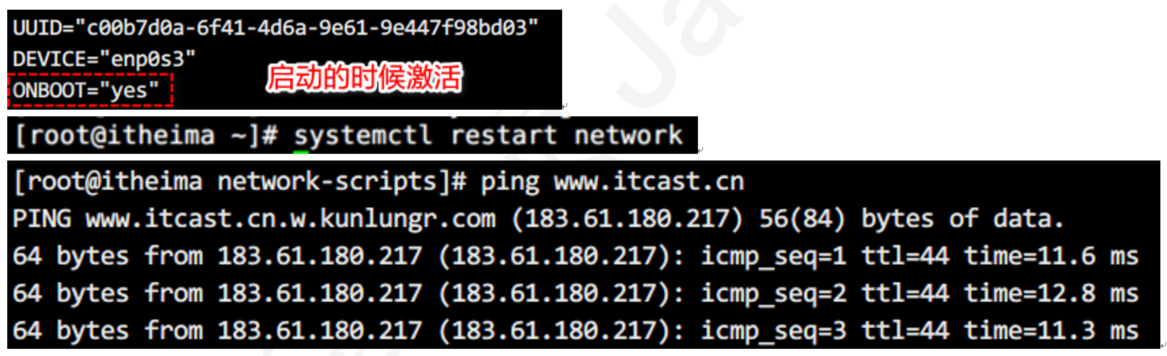 UUID="c00b7d0a-6f41-4d6a-9e61-9e447f98bd03"
DEVICE="enp0s3"
ONBOOT="yes" 启动的时候激活
[root@itheima ~]# systemctl restart network
[root@itheima network-scripts]# ping www.itcast.cn
PING www.itcast.cn.w.kunlungr.com (183.61.180.217) 56(84) bytes of data.
64 bytes from 183.61.180.217 (183.61.180.217): icmp_seq=1 ttl=44 time=11.6 ms
64 bytes from 183.61.180.217 (183.61.180.217): icmp_seq=2 ttl=44 time=12.8 ms
64 bytes from 183.61.180.217 (183.61.180.217): icmp_seq=3 ttl=44 time=11.3 ms